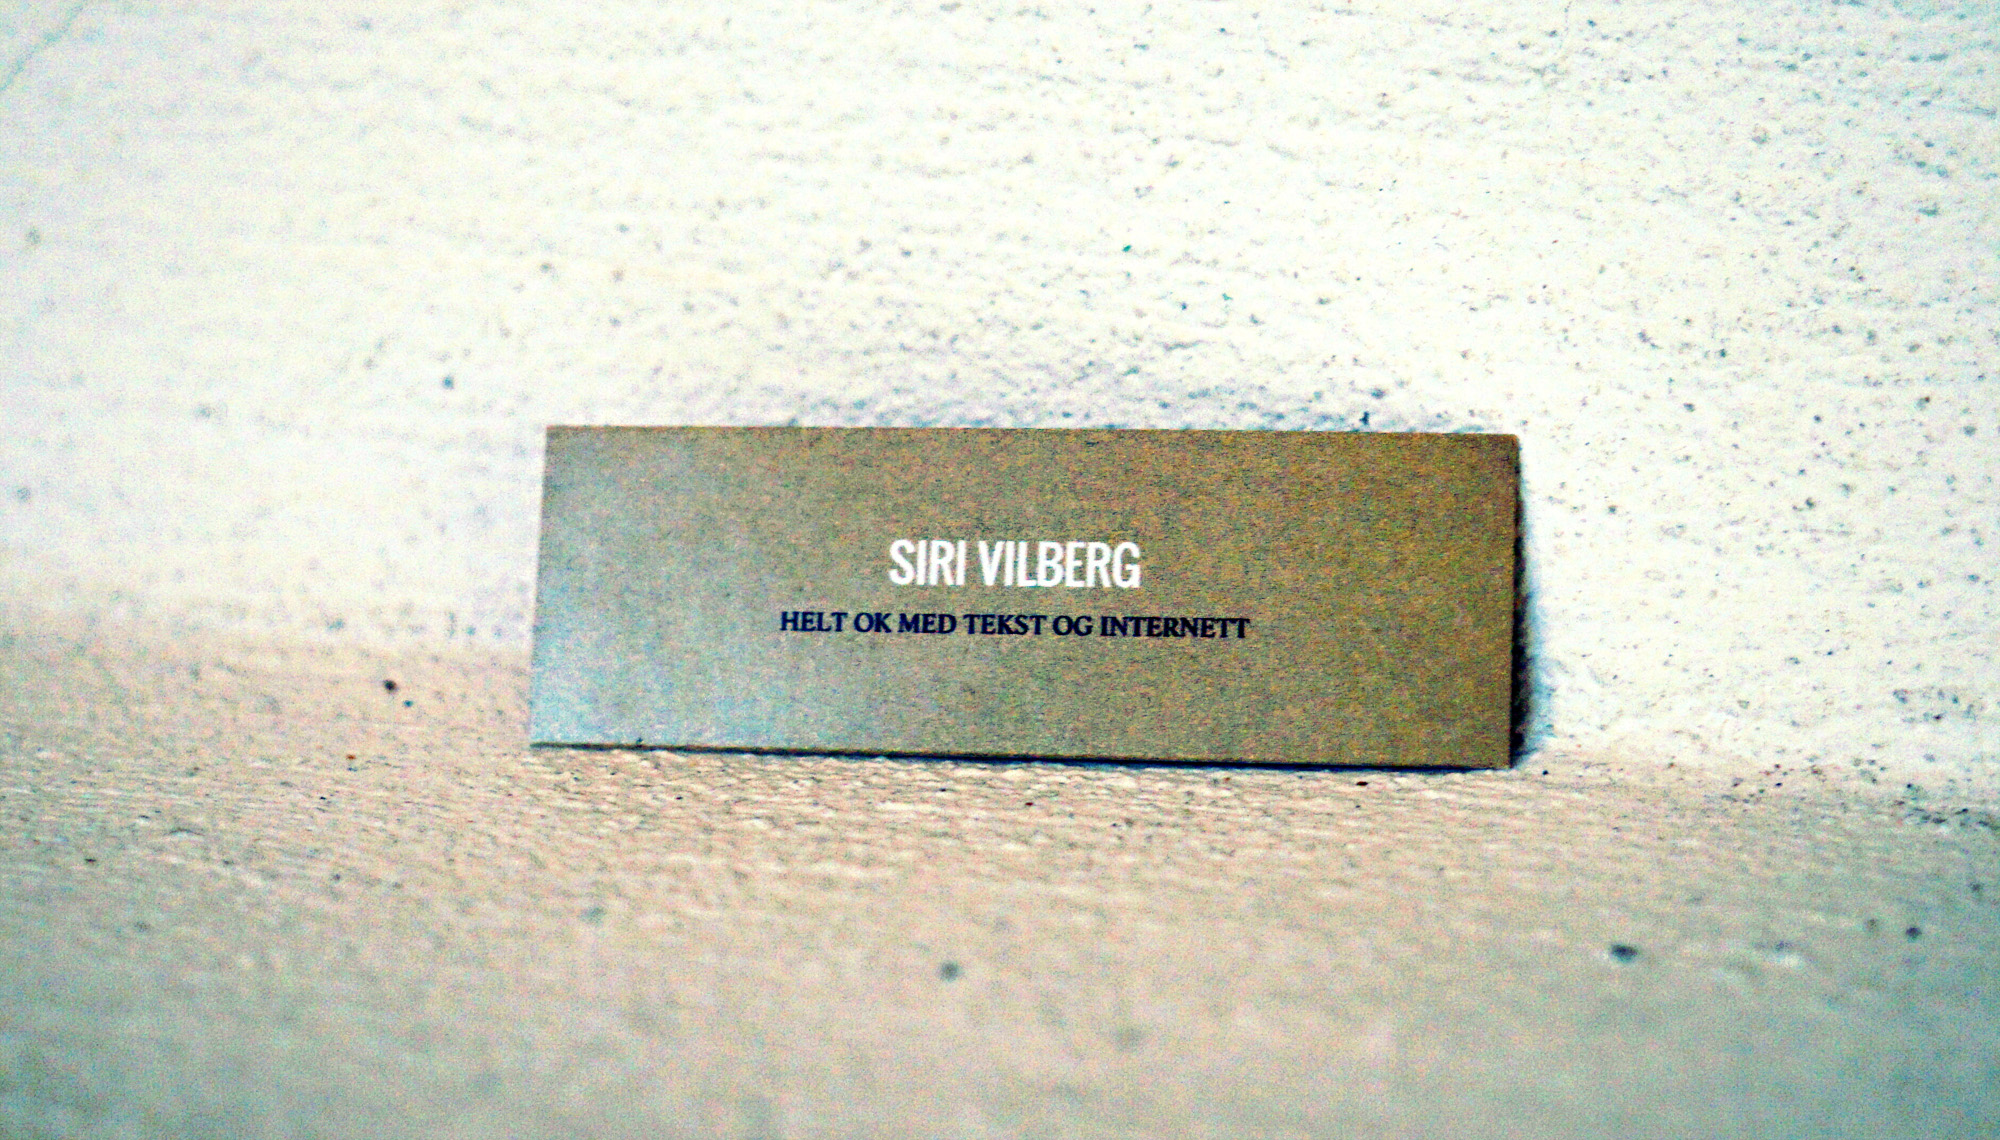 SIRI VILBERG
HELT OK MED TEKST OG INTERNETT